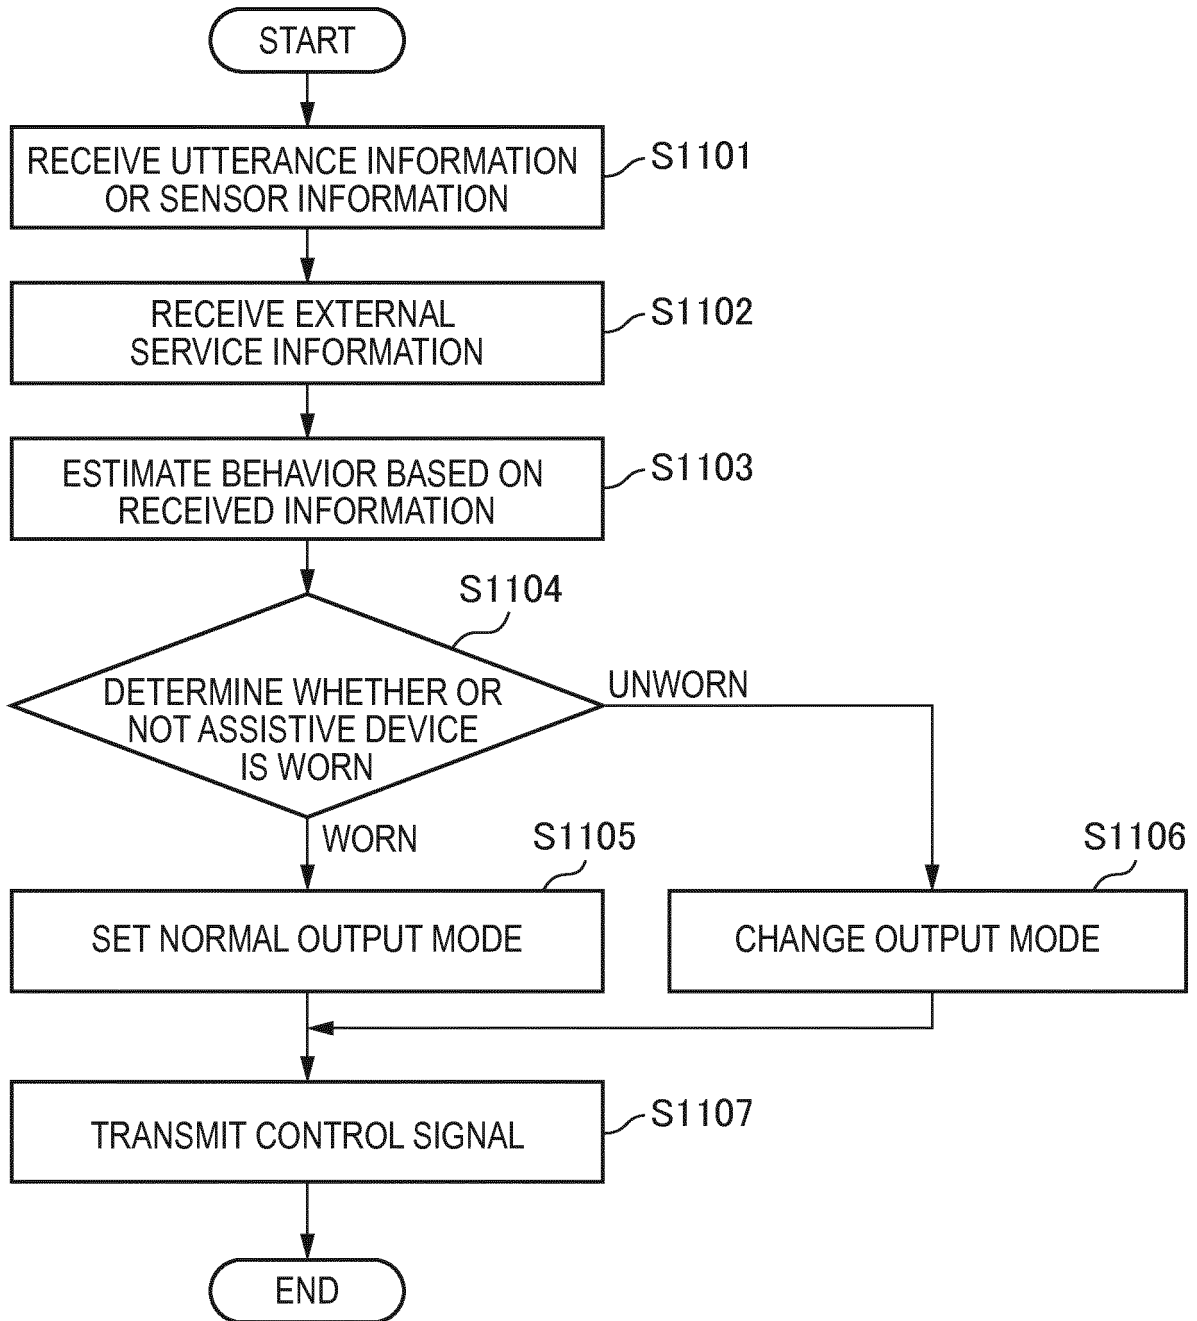 START
RECEIVE UTTERANCE INFORMATION
OR SENSOR INFORMATION
S1101
RECEIVE EXTERNAL
SERVICE INFORMATION
S1102
ESTIMATE BEHAVIOR BASED ON
RECEIVED INFORMATION
S1103
S1104
DETERMINE WHETHER OR
NOT ASSISTIVE DEVICE
IS WORN
UNWORN
WORN
S1105
SET NORMAL OUTPUT MODE
S1106
CHANGE OUTPUT MODE
TRANSMIT CONTROL SIGNAL
S1107
END